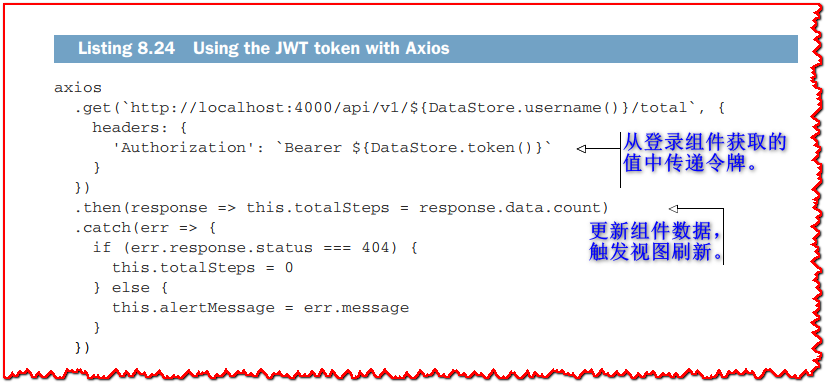 Listing 8.24 Using the JWT token with Axios
axios
.get(`http://localhost:4000/api/v1/${DataStore.username()}/total`, {
headers: {
'Authorization': `Bearer ${DataStore.token()}`
从登录组件获取的
值中传递令牌。
}
})
.then(response => this.totalSteps = response.data.count)
更新组件数据，
触发视图刷新。
.catch(err => {
if (err.response.status === 404) {
this.totalSteps = 0
} else {
this.alertMessage = err.message
}
})